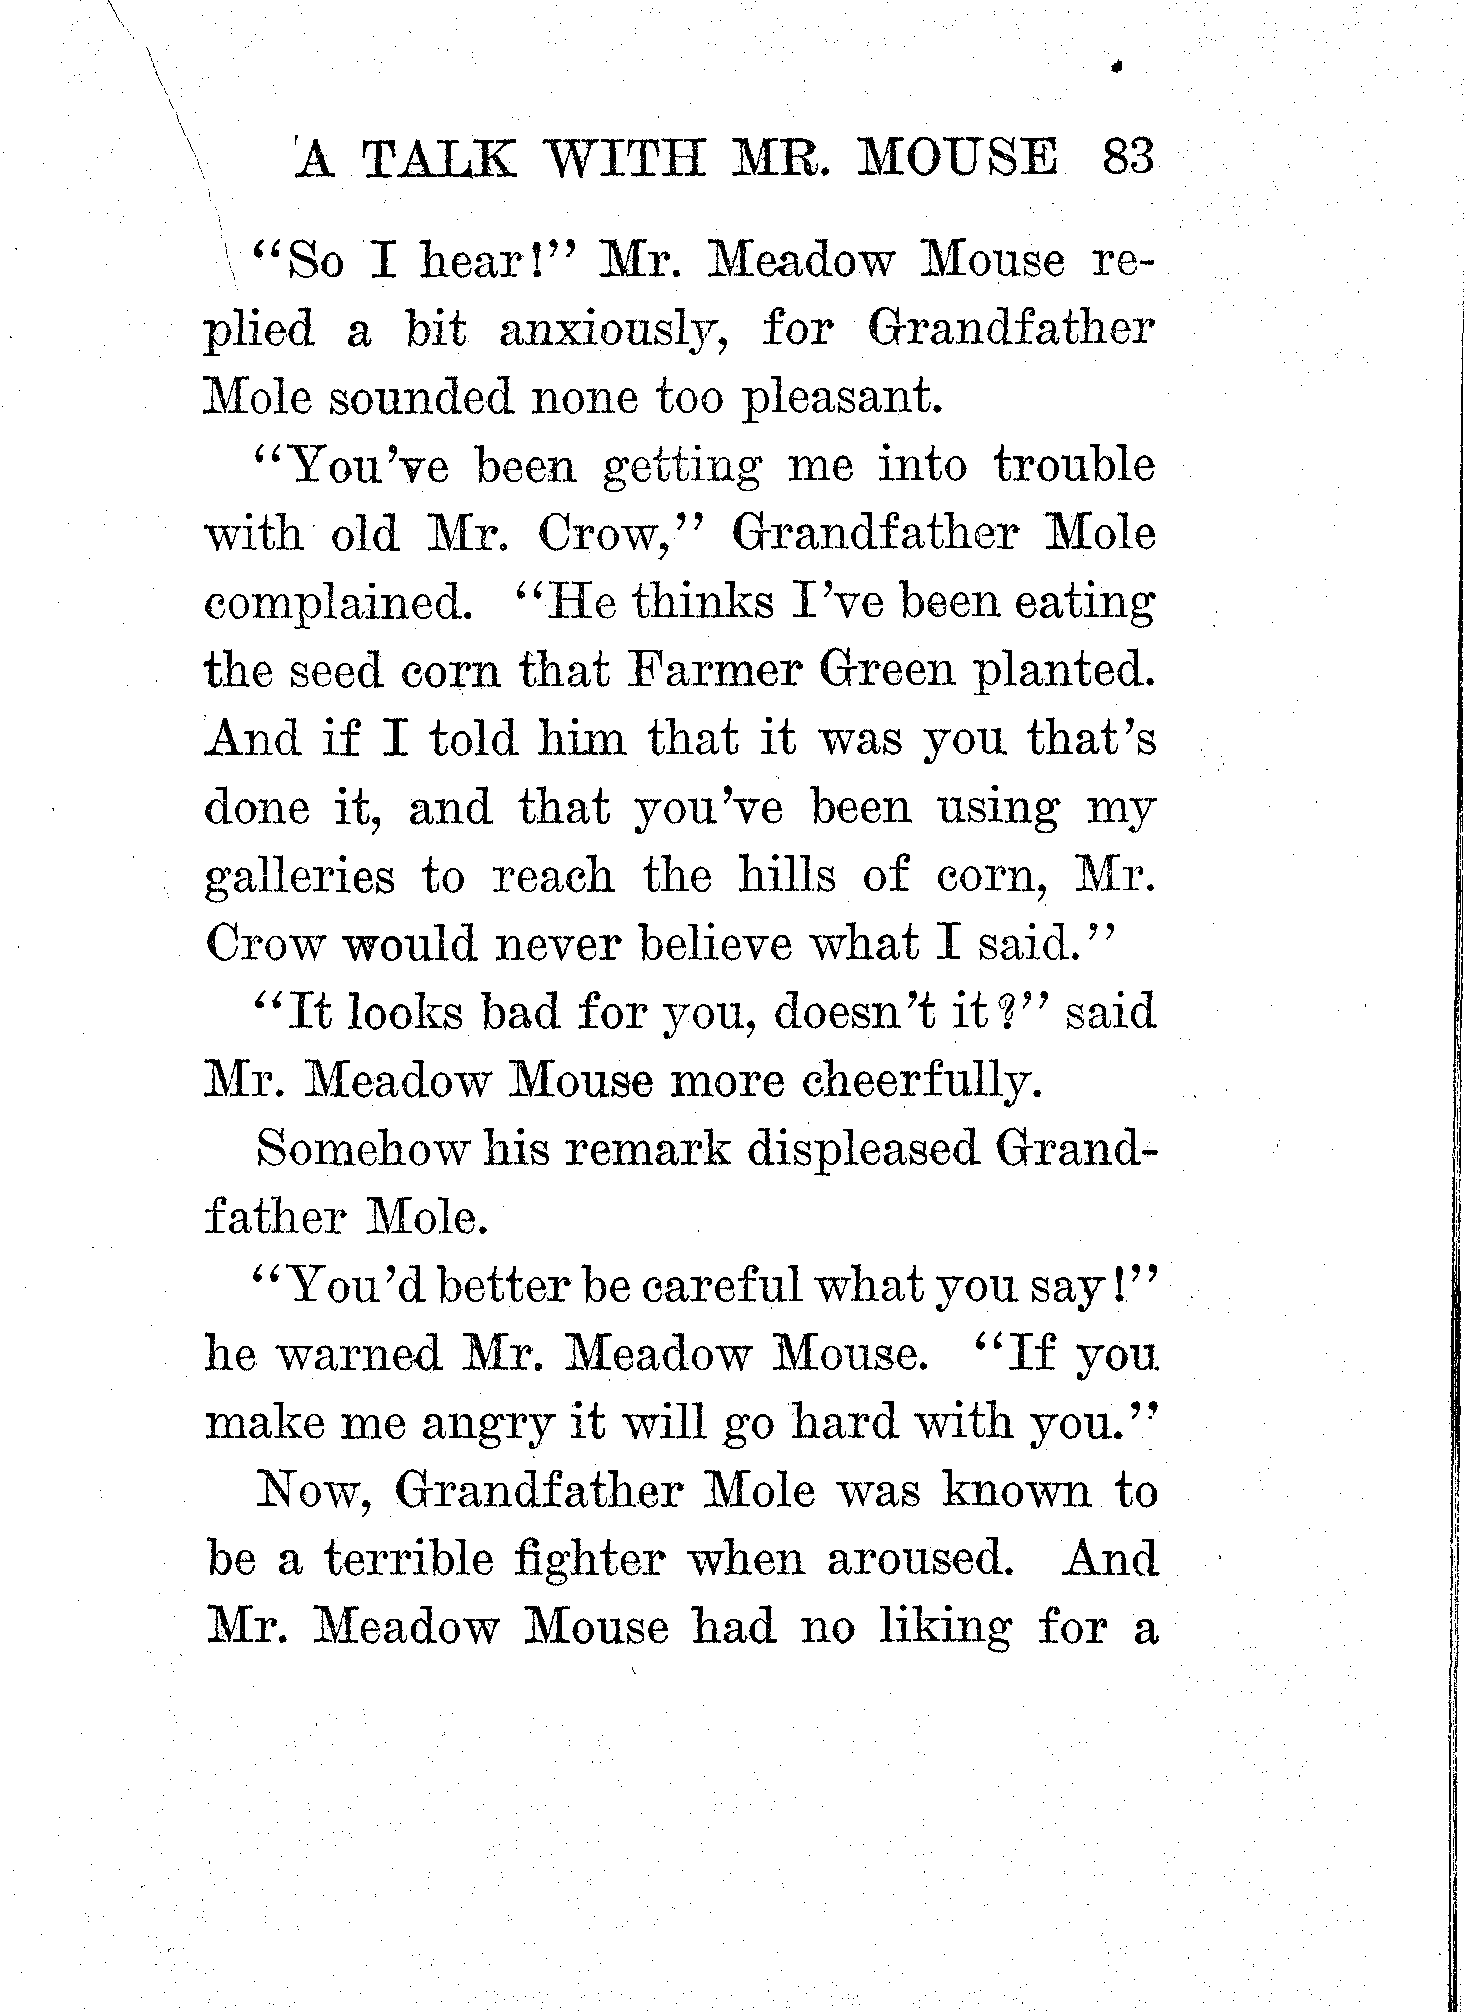 A TALK WITH MR. MOUSE 83
“So I hear!” Mr. Meadow Mouse re-
plied a bit anxiously, for Grandfather
Mole sounded none too pleasant.
“You’ve been getting me into trouble
with old Mr. Crow,” Grandfather Mole
complained. “He thinks I’ve been eating
the seed corn that Farmer Green planted.
And if I told him that it was you that’s
done it, and that you’ve been using my
galleries to reach the hills of corn, Mr.
Crow would never believe what I said.”
“It looks bad for you, doesn’t it?” said
Mr. Meadow Mouse more cheerfully.
Somehow his remark displeased Grand-
father Mole.
“You’d better be careful what you say!”
he warned Mr. Meadow Mouse. “If you
make me angry it will go hard with you.”
Now, Grandfather Mole was known to
be a terrible fighter when aroused. And
Mr. Meadow Mouse had no liking for a